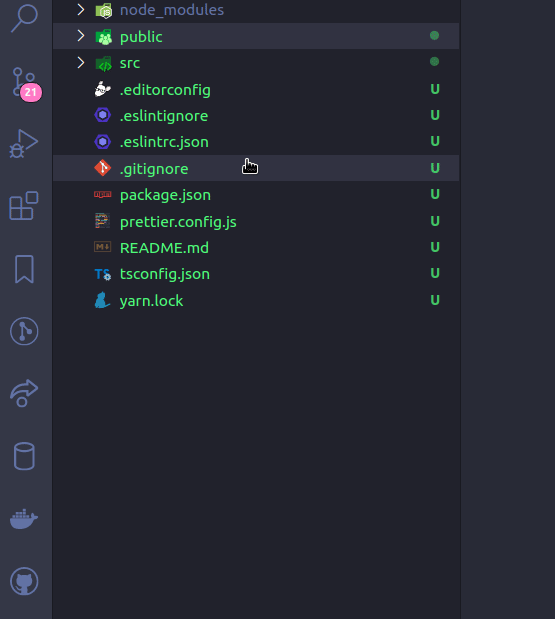 node_modules
public
src
21
.editorconfig U
.eslintignore U
.eslintrc.json U
.gitignore U
package.json U
prettier.config.js U
README.md U
TS tsconfig.json U
yarn.lock U